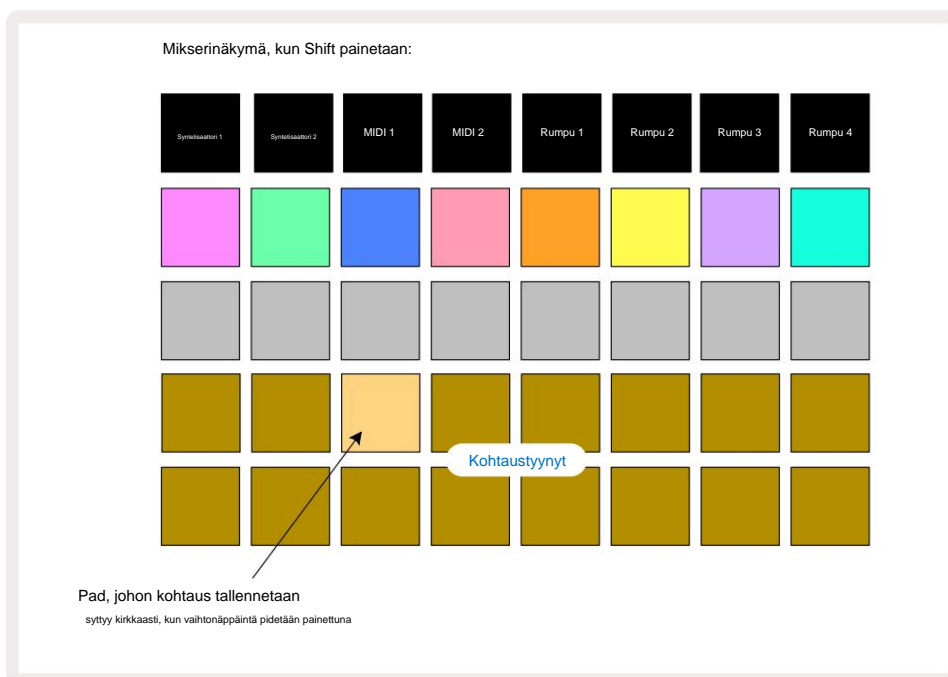 Mikserinäkymä, kun Shift painetaan:
Syntetisaattori 1
Syntetisaattori 2
MIDI 1
MIDI 2
Rumpu 1
Rumpu 2
Rumpu 3
Rumpu 4
Kohtaustyynyt
Pad, johon kohtaus tallennetaan
syttyy kirkkaasti, kun vaihtonäppäintä pidetään painettuna